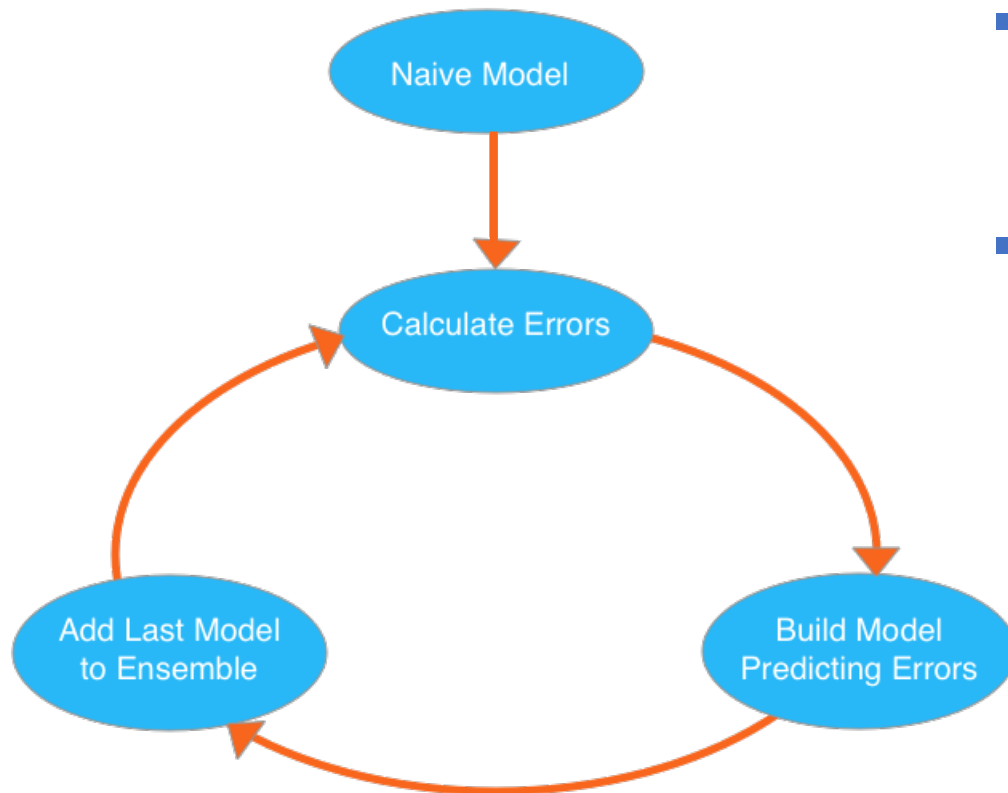 Naive Model
Calculate Errors
Add Last Model
to Ensemble
Build Model
Predicting Errors